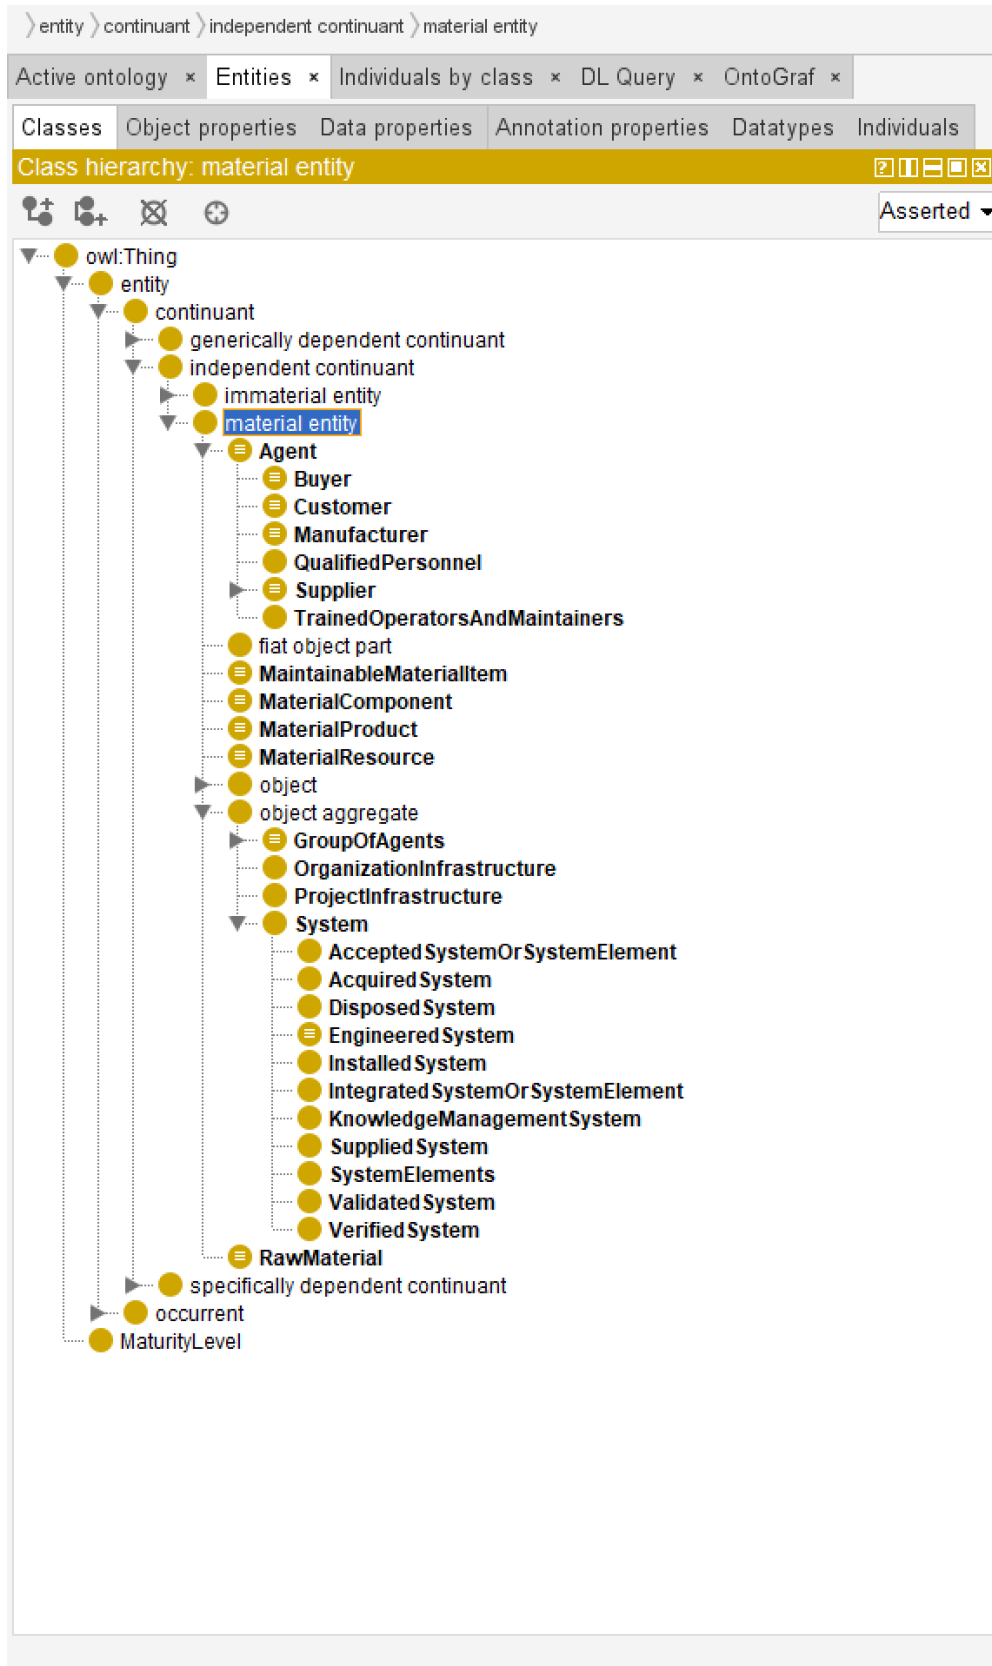 entity continuant independent continuant material entity
Active ontology × Entities × Individuals by class × DL Query × OntoGraf ×
Classes Object properties Data properties Annotation properties Datatypes Individuals
Class hierarchy: material entity
Asserted
owl:Thing
entity
continuant
generically dependent continuant
independent continuant
immaterial entity
material entity
Agent
Buyer
Customer
Manufacturer
QualifiedPersonnel
Supplier
TrainedOperatorsAndMaintainers
fiat object part
MaintainableMaterialItem
MaterialComponent
MaterialProduct
MaterialResource
object
object aggregate
GroupOfAgents
OrganizationInfrastructure
ProjectInfrastructure
System
AcceptedSystemOrSystemElement
AcquiredSystem
DisposedSystem
EngineeredSystem
InstalledSystem
IntegratedSystemOrSystemElement
KnowledgeManagementSystem
SuppliedSystem
SystemElements
ValidatedSystem
VerifiedSystem
RawMaterial
specifically dependent continuant
occurrent
MaturityLevel